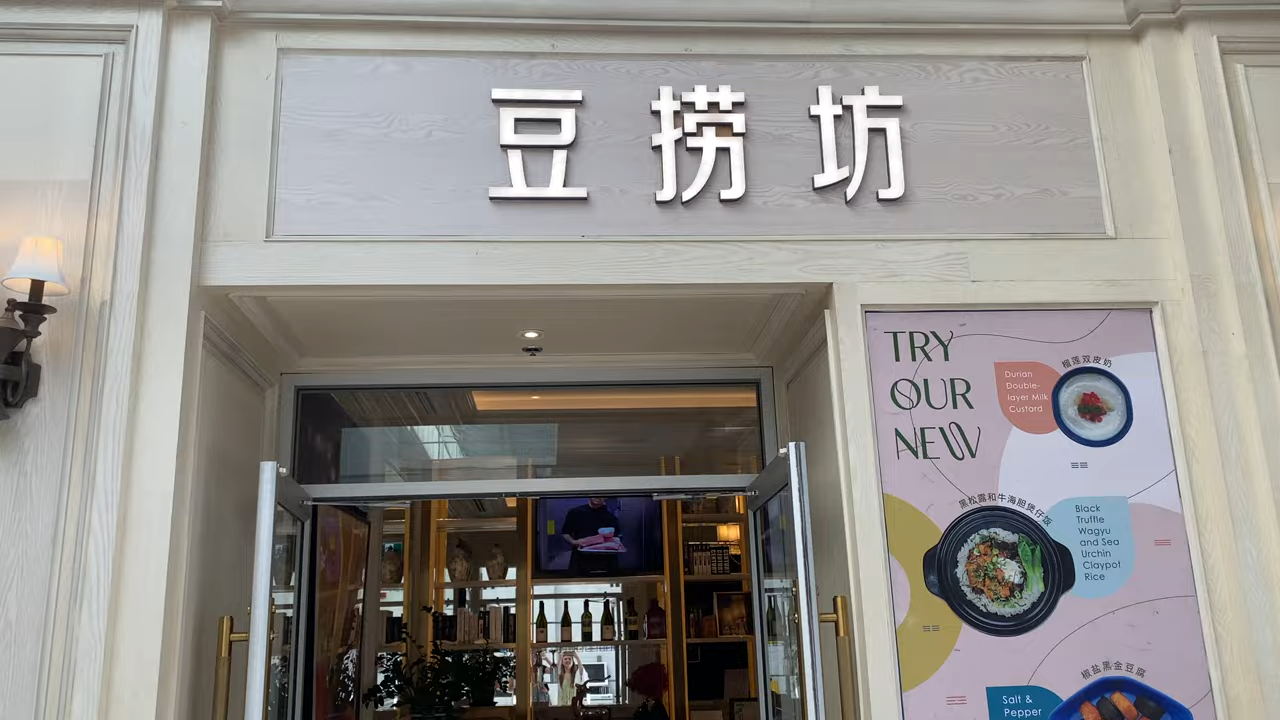 豆捞坊
TRY
OUR
NEW
榴莲双皮奶
Durian
Double-
layer Milk
Custard
黑松露和牛海胆煲仔饭
Black
Truffle
Wagyu
and Sea
Urchin
Claypot
Rice
椒盐黑金豆腐
Salt &
Pepper